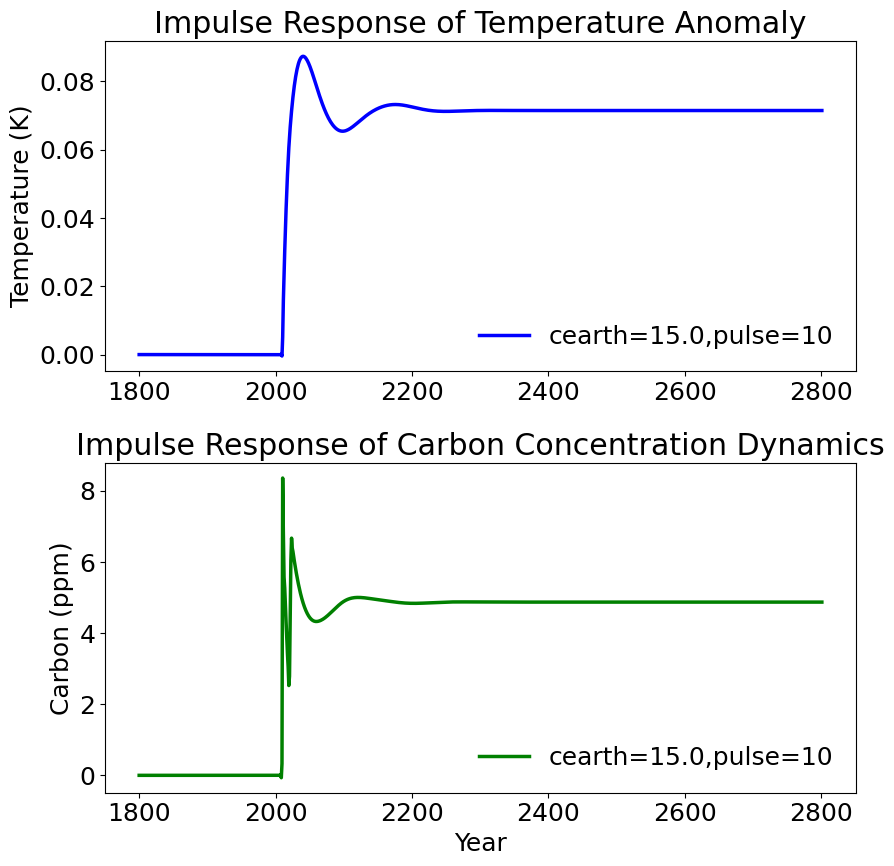 Impulse Response of Temperature Anomaly
Temperature (K)
0.08
0.06
0.04
0.02
0.00
cearth=15.0,pulse=10
1800 2000 2200 2400 2600 2800
Impulse Response of Carbon Concentration Dynamics
Carbon (ppm)
8
6
4
2
0
cearth=15.0,pulse=10
1800 2000 2200 2400 2600 2800
Year